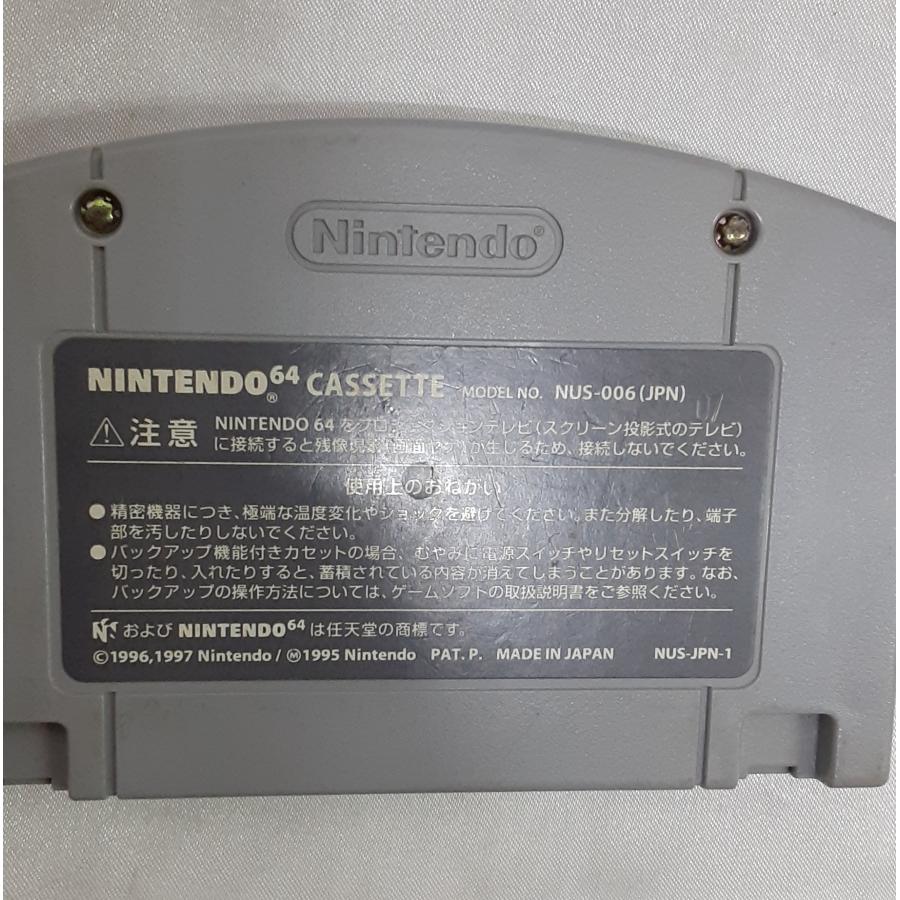 Nintendo®
NINTENDO64® CASSETTE MODEL NO. NUS-006(JPN)
⚠注意 NINTENDO 64をプロジェクションテレビ(スクリーン投影式のテレビ)
に接続すると残像現象(画面ヤケ)が生じるため、接続しないでください。
使用上のおねがい
●精密機器につき、極端な温度変化やショックを避けてください。また分解したり、端子
部を汚したりしないでください。
●バックアップ機能付きカセットの場合、むやみに電源スイッチやリセットスイッチを
切ったり、入れたりすると、蓄積されている内容が消えてしまうことがあります。なお、
バックアップの操作方法については、ゲームソフトの取扱説明書をご参照ください。
および NINTENDO64 は任天堂の商標です。
©1996,1997 Nintendo / Ⓜ1995 Nintendo PAT. P. MADE IN JAPAN NUS-JPN-1